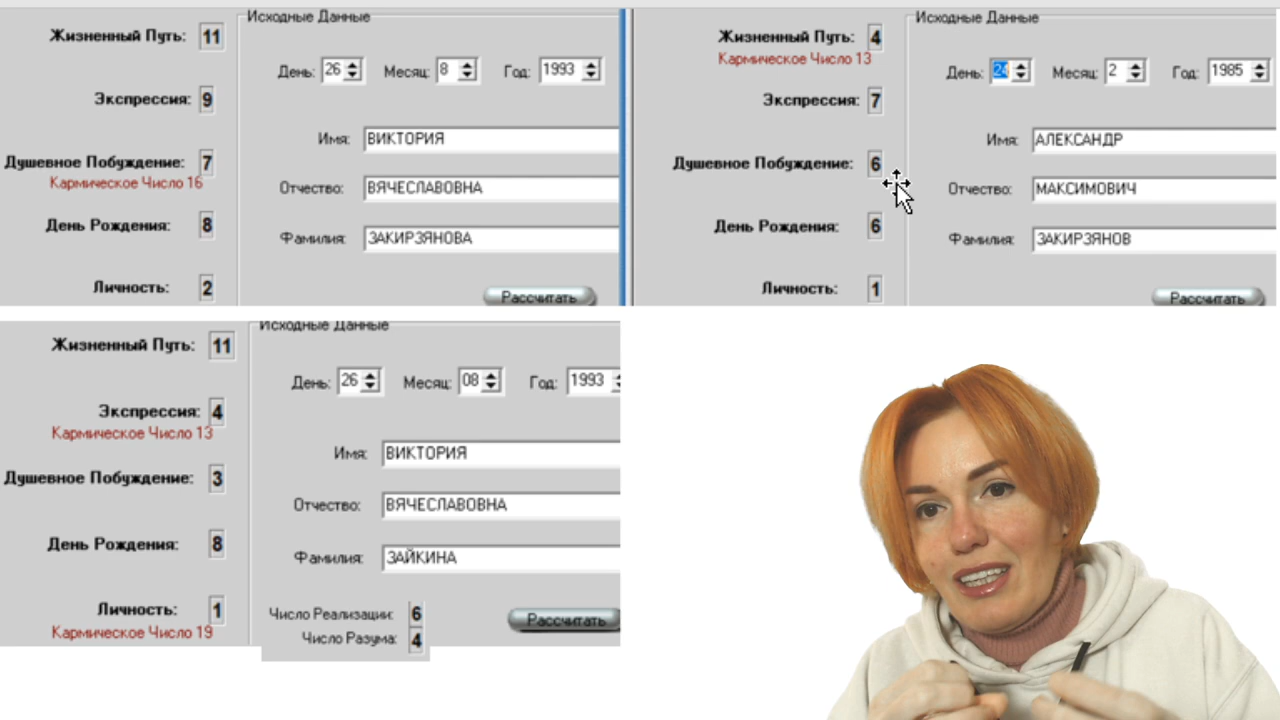 Исходные Данные
Жизненный Путь: 11
День: 26 Месяц: 8 Год: 1993
Экспрессия: 9
Имя: ВИКТОРИЯ
Душевное Побуждение: 7
Кармическое Число 16
Отчество: ВЯЧЕСЛАВОВНА
День Рождения: 8
Фамилия: ЗАКИРЗЯНОВА
Личность: 2
Рассчитать
Исходные Данные
Жизненный Путь: 4
Кармическое Число 13
День: 24 Месяц: 2 Год: 1985
Экспрессия: 7
Имя: АЛЕКСАНДР
Душевное Побуждение: 6
Отчество: МАКСИМОВИЧ
День Рождения: 6
Фамилия: ЗАКИРЗЯНОВ
Личность: 1
Рассчитать
Исходные Данные
Жизненный Путь: 11
День: 26 Месяц: 08 Год: 1993
Экспрессия: 4
Кармическое Число 13
Имя: ВИКТОРИЯ
Душевное Побуждение: 3
Отчество: ВЯЧЕСЛАВОВНА
День Рождения: 8
Фамилия: ЗАЙКИНА
Личность: 1
Кармическое Число 19
Число Реализации: 6
Число Разума: 4
Рассчитать